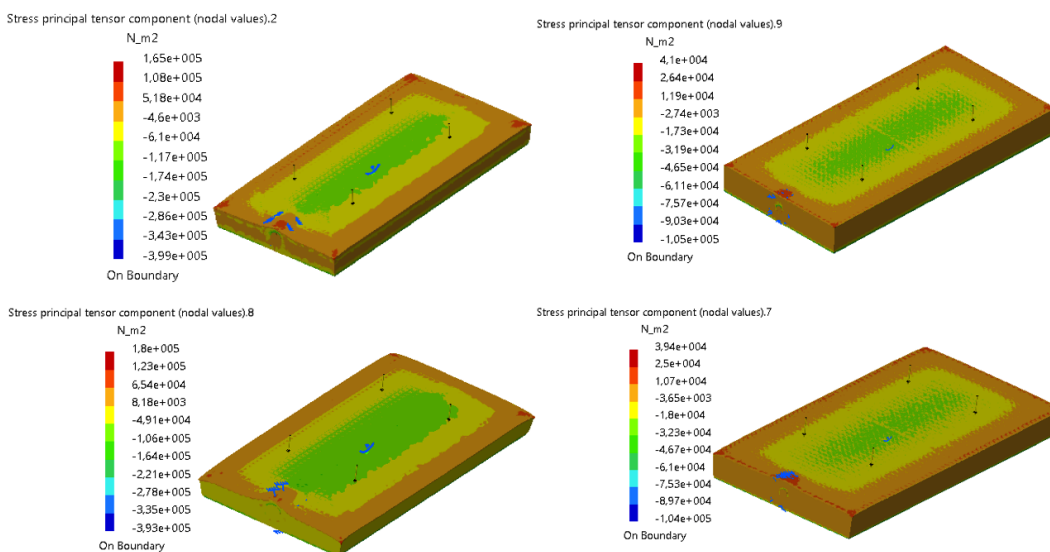 Stress principal tensor component (nodal values).2
N_m2
1,65e+005
1,08e+005
5,18e+004
-4,6e+003
-6,1e+004
-1,17e+005
-1,74e+005
-2,3e+005
-2,86e+005
-3,43e+005
-3,99e+005
On Boundary
Stress principal tensor component (nodal values).9
N_m2
4,1e+004
2,64e+004
1,19e+004
-2,74e+003
-1,73e+004
-3,19e+004
-4,65e+004
-6,11e+004
-7,57e+004
-9,03e+004
-1,05e+005
On Boundary
Stress principal tensor component (nodal values).8
N_m2
1,8e+005
1,23e+005
6,54e+004
8,18e+003
-4,91e+004
-1,06e+005
-1,64e+005
-2,21e+005
-2,78e+005
-3,35e+005
-3,93e+005
On Boundary
Stress principal tensor component (nodal values).7
N_m2
3,94e+004
2,5e+004
1,07e+004
-3,65e+003
-1,8e+004
-3,23e+004
-4,67e+004
-6,1e+004
-7,53e+004
-8,97e+004
-1,04e+005
On Boundary